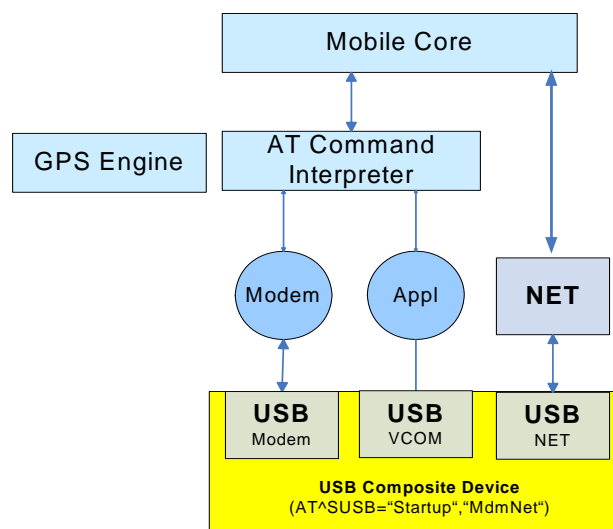 Mobile Core
GPS Engine
AT Command
Interpreter
Modem
Appl
NET
USB
Modem
USB
VCOM
USB
NET
USB Composite Device
(AT^SUSB=“Startup“,“MdmNet“)